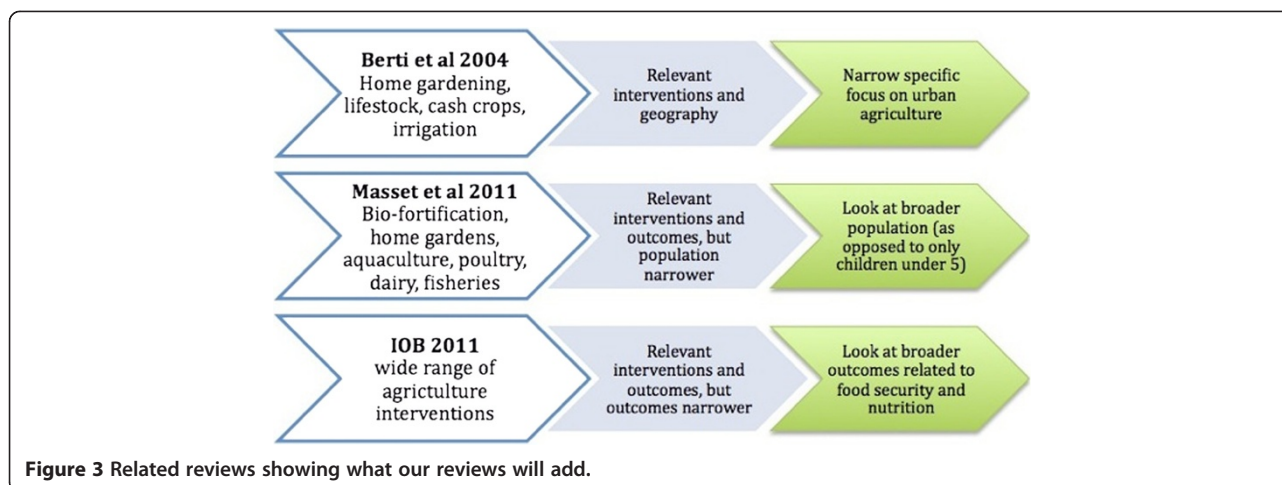 Berti et al 2004
Home gardening,
lifestock, cash crops,
irrigation
Relevant
interventions and
geography
Narrow specific
focus on urban
agriculture
Masset et al 2011
Bio-fortification,
home gardens,
aquaculture, poultry,
dairy, fisheries
Relevant
interventions and
outcomes, but
population
narrower
Look at broader
population (as
opposed to only
children under 5)
IOB 2011
wide range of
agricture
interventions
Relevant
interventions and
outcomes, but
outcomes narrower
Look at broader
outcomes related to
food security and
nutrition
Figure 3 Related reviews showing what our reviews will add.